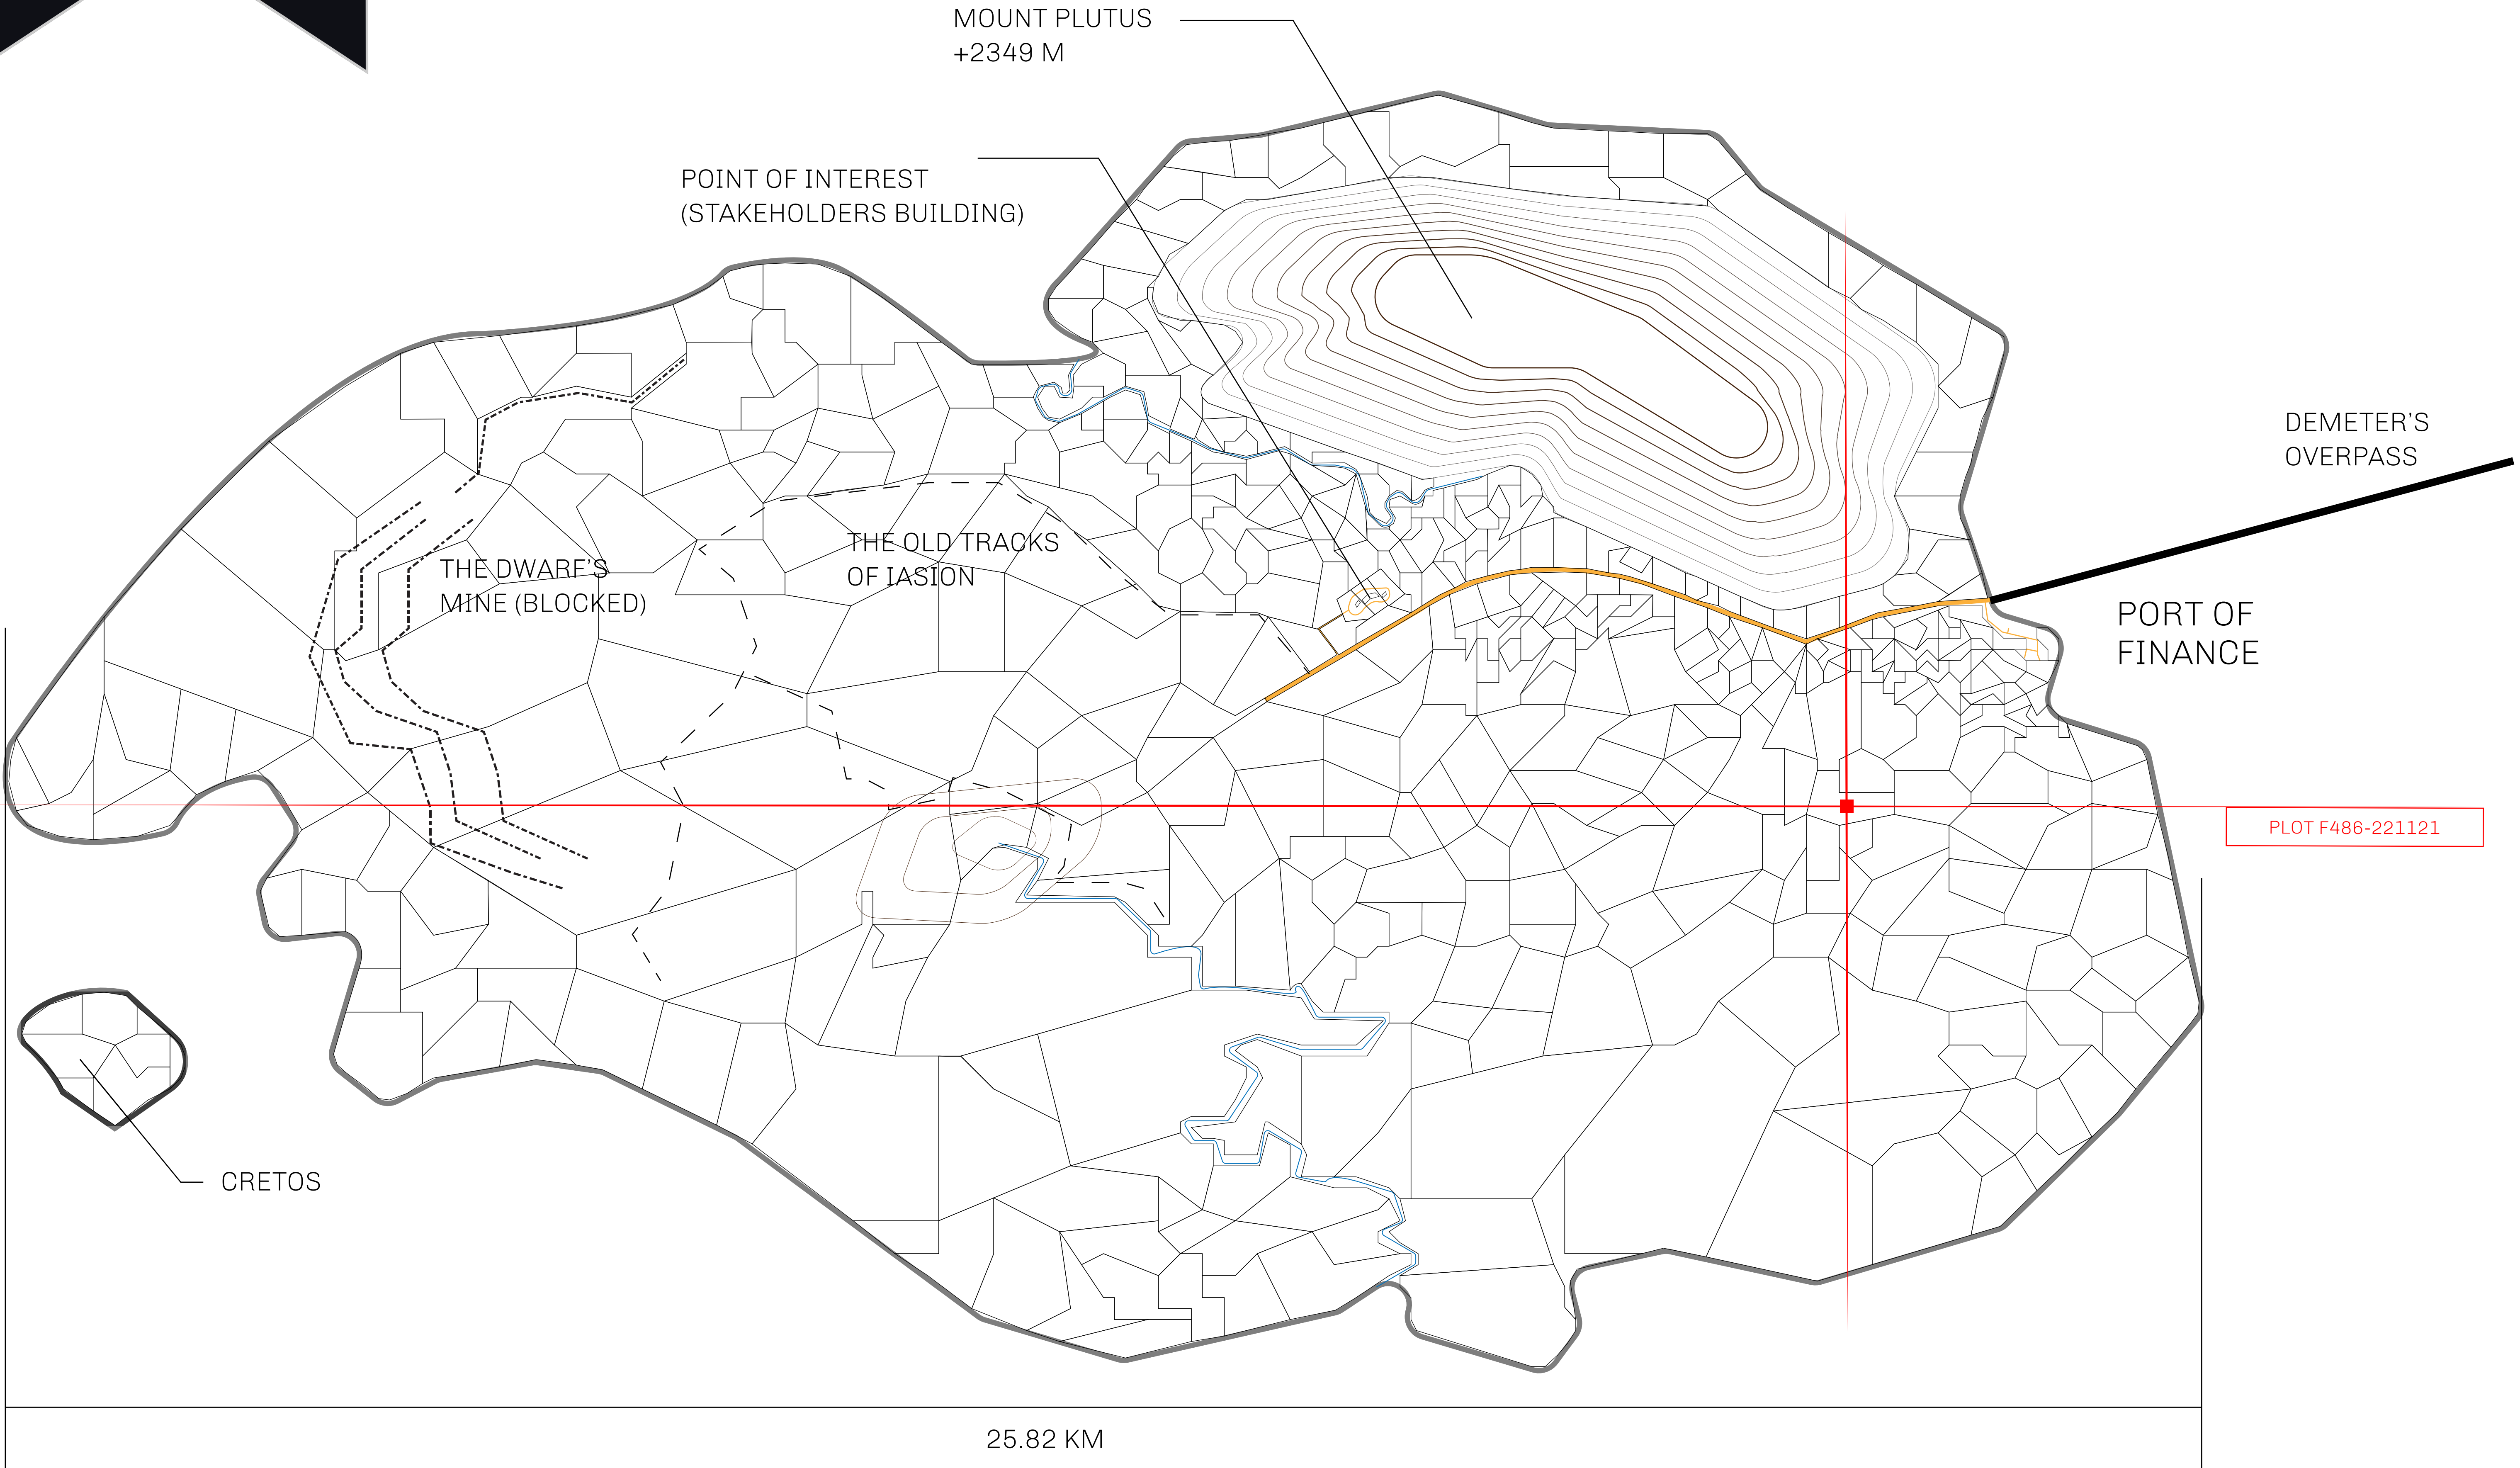 MOUNT PLUTUS
+2349 M
POINT OF INTEREST
(STAKEHOLDERS BUILDING)
DEMETER'S
OVERPASS
THE OLD TRACKS
OF IASION
THE DWARF'S
MINE (BLOCKED)
PORT OF
FINANCE
PLOT F486-221121
CRETOS
25.82 KM